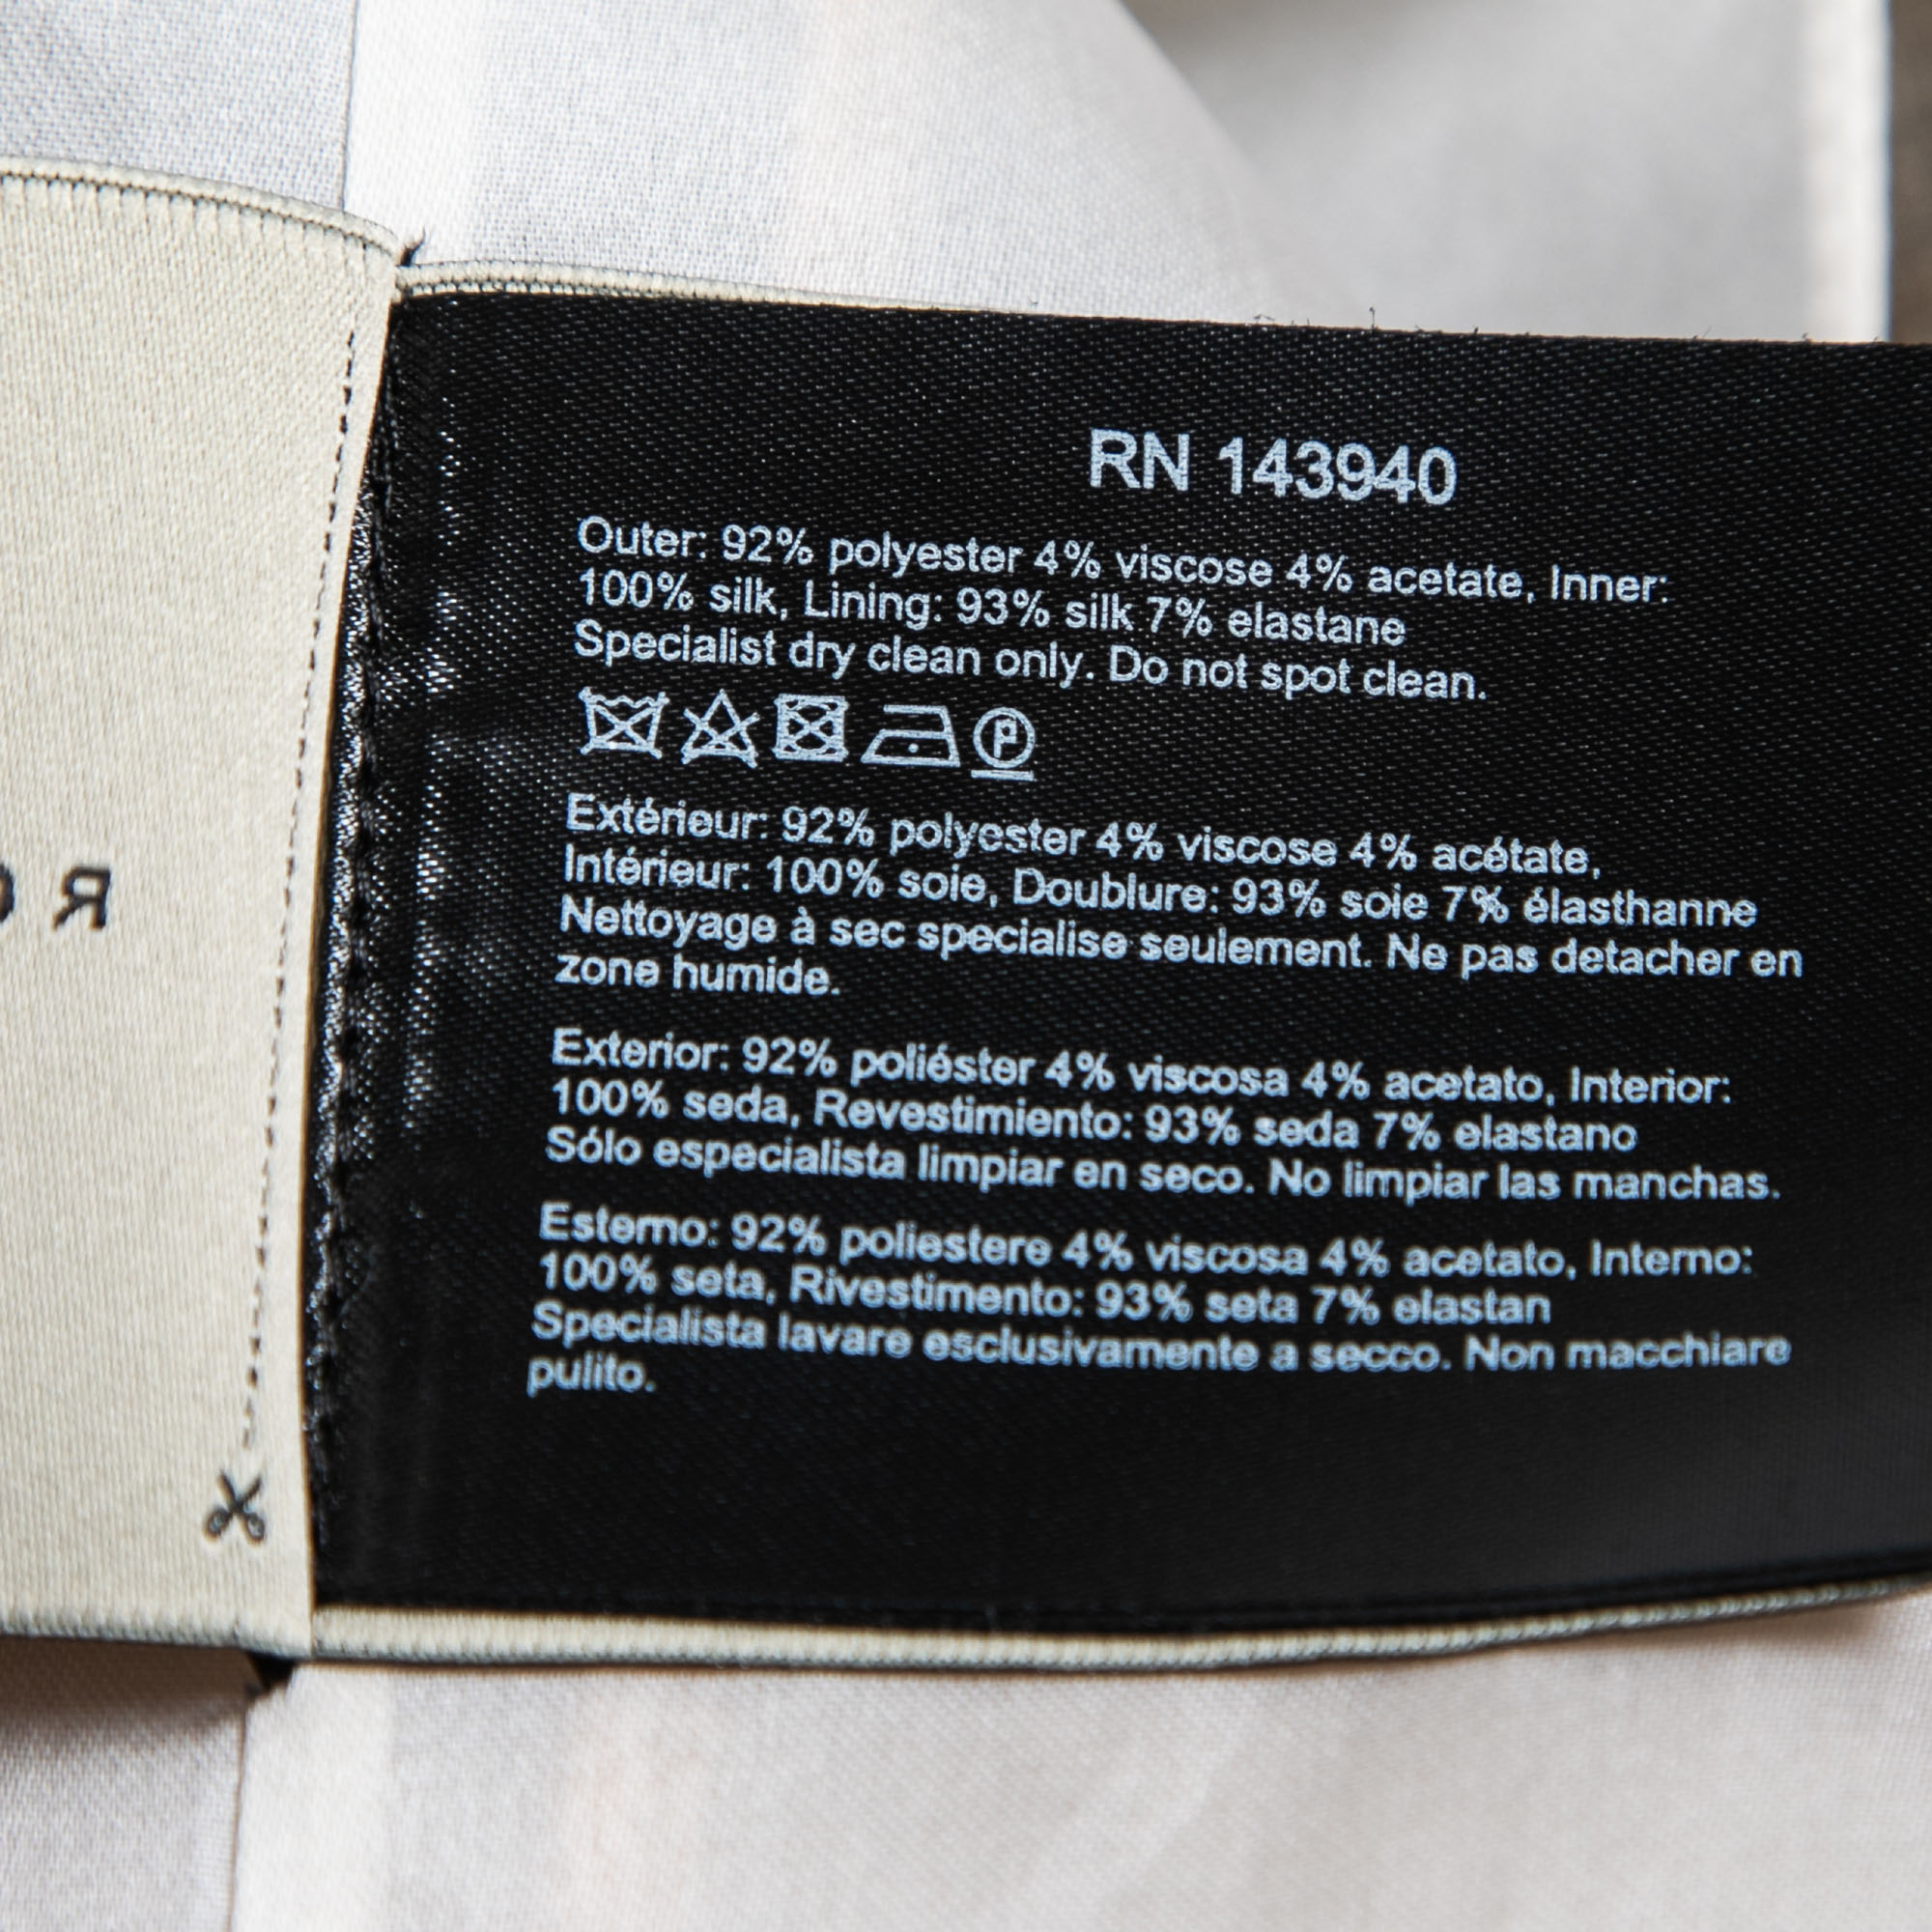 RN 143940
Outer: 92% polyester 4% viscose 4% acetate, Inner:
100% silk, Lining: 93% silk 7% elastane
Specialist dry clean only. Do not spot clean.
P
Extérieur: 92% polyester 4% viscose 4% acétate,
Intérieur: 100% soie, Doublure: 93% soie 7% élasthanne
Nettoyage à sec specialise seulement. Ne pas detacher en
zone humide.
Exterior: 92% poliéster 4% viscosa 4% acetato, Interior:
100% seda, Revestimiento: 93% seda 7% elastano
Sólo especialista limpiar en seco. No limpiar las manchas.
Esterno: 92% poliestere 4% viscosa 4% acetato, Interno:
100% seta, Rivestimento: 93% seta 7% elastan
Specialista lavare esclusivamente a secco. Non macchiare
pulito.